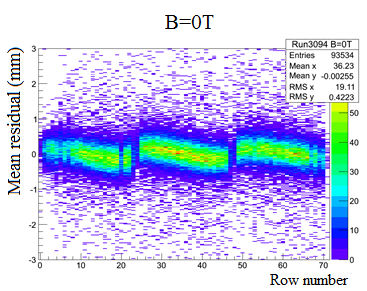 B=0T
Run3094 B=0T
Entries 93534
Mean x 36.23
Mean y -0.00255
RMS x 19.11
RMS y 0.4223
Mean residual (mm)
3
2
1
0
-1
-2
-3
0 10 20 30 40 50 60 70
Row number
50
40
30
20
10
0